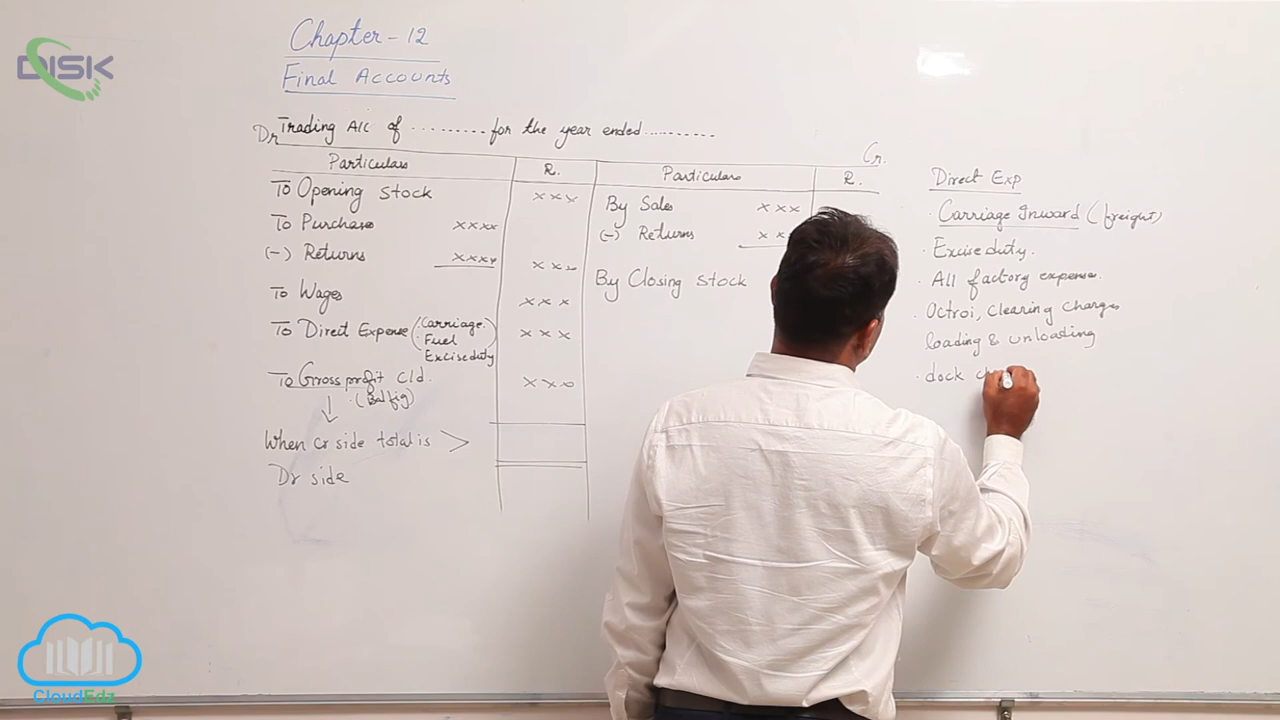 DISK
Chapter - 12
Final Accounts
Trading A/C of ......... for the year ended..........
Dr
Cr.
Particulars R. Particulars R.
To Opening Stock xxx
To Purchase xxxx
(-) Returns xxxx xxx
To Wages xxx
To Direct Expense (Carriage xxx
Fuel
Excise duty
To Gross profit C/d. xxx
(Bal fig)
When Cr side total is >
Dr side
By Sales xxx
(-) Returns
By Closing Stock
Direct Exp
. Carriage Inward (freight)
. Excise duty.
. All factory expense.
. Octroi, Clearing Charges
loading & unloading
. dock
CloudEdz